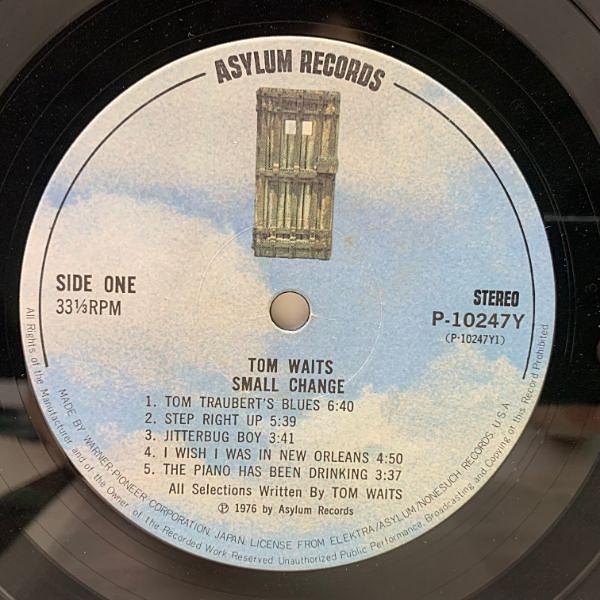 ASYLUM RECORDS
SIDE ONE
33⅓RPM
STEREO
P-10247Y
(P-10247Y1)
TOM WAITS
SMALL CHANGE
1. TOM TRAUBERT'S BLUES 6:40
2. STEP RIGHT UP 5:39
3. JITTERBUG BOY 3:41
4. I WISH I WAS IN NEW ORLEANS 4:50
5. THE PIANO HAS BEEN DRINKING 3:37
All Selections Written By TOM WAITS
Ⓟ 1976 by Asylum Records
MADE BY WARNER-PIONEER CORPORATION, JAPAN. LICENSE FROM ELEKTRA/ASYLUM/NONESUCH RECORDS, U.S.A.
All Rights of the Manufacturer and of the Owner of the Recorded Work Reserved Unauthorized Public Performance, Broadcasting and Copying of this Record Prohibited